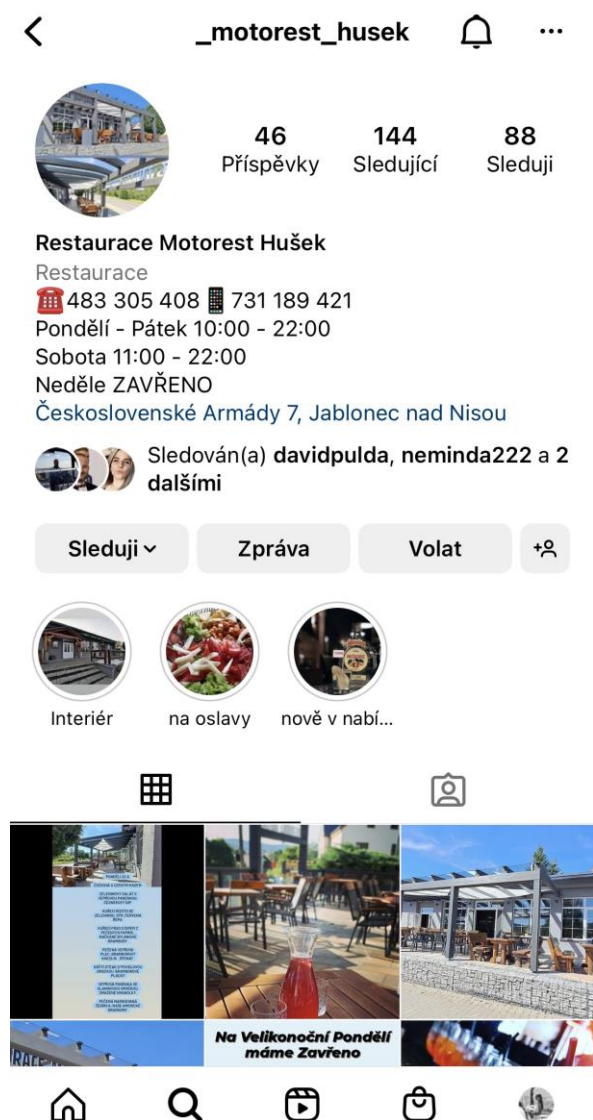 _motorest_husek
46
144
88
Příspěvky
Sledující
Sleduji
Restaurace Motorest Hušek
Restaurace
483 305 408 731 189 421
Pondělí - Pátek 10:00 - 22:00
Sobota 11:00 - 22:00
Neděle ZAVŘENO
Československé Armády 7, Jablonec nad Nisou
Sledován(a) davidpulda, neminda222 a 2
dalšími
Sleduji
Zpráva
Volat
Interiér
na oslavy
nově v nabí...
Na Velikonoční Pondělí
máme Zavřeno